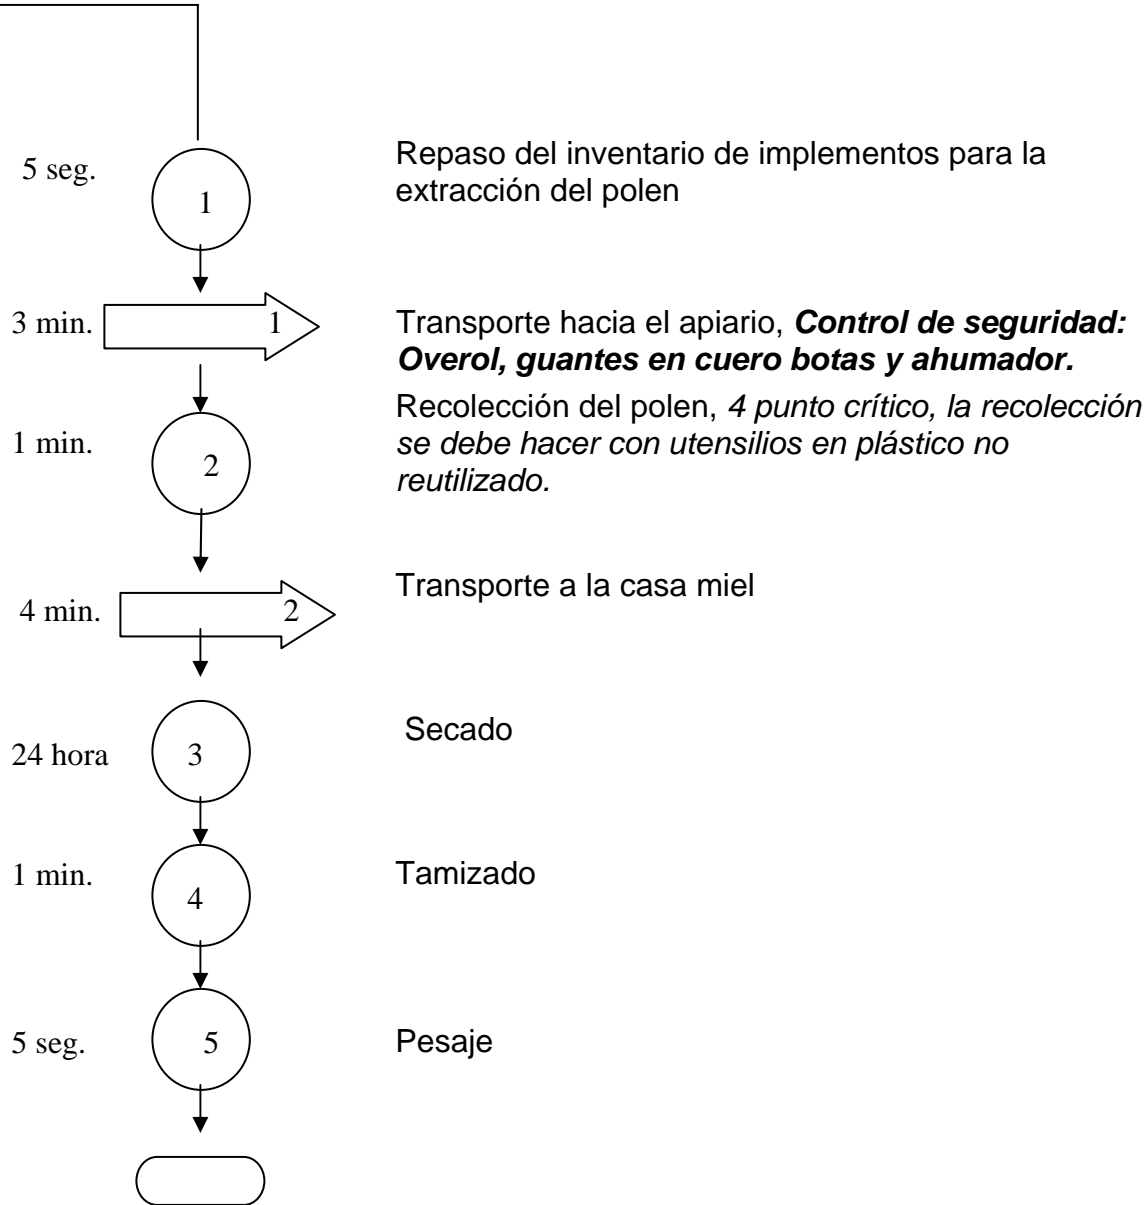 5 seg.
1
Repaso del inventario de implementos para la
extracción del polen
3 min.
1
Transporte hacia el apiario, Control de seguridad:
Overol, guantes en cuero botas y ahumador.
1 min.
2
Recolección del polen, 4 punto crítico, la recolección
se debe hacer con utensilios en plástico no
reutilizado.
4 min.
2
Transporte a la casa miel
24 hora
3
Secado
1 min.
4
Tamizado
5 seg.
5
Pesaje